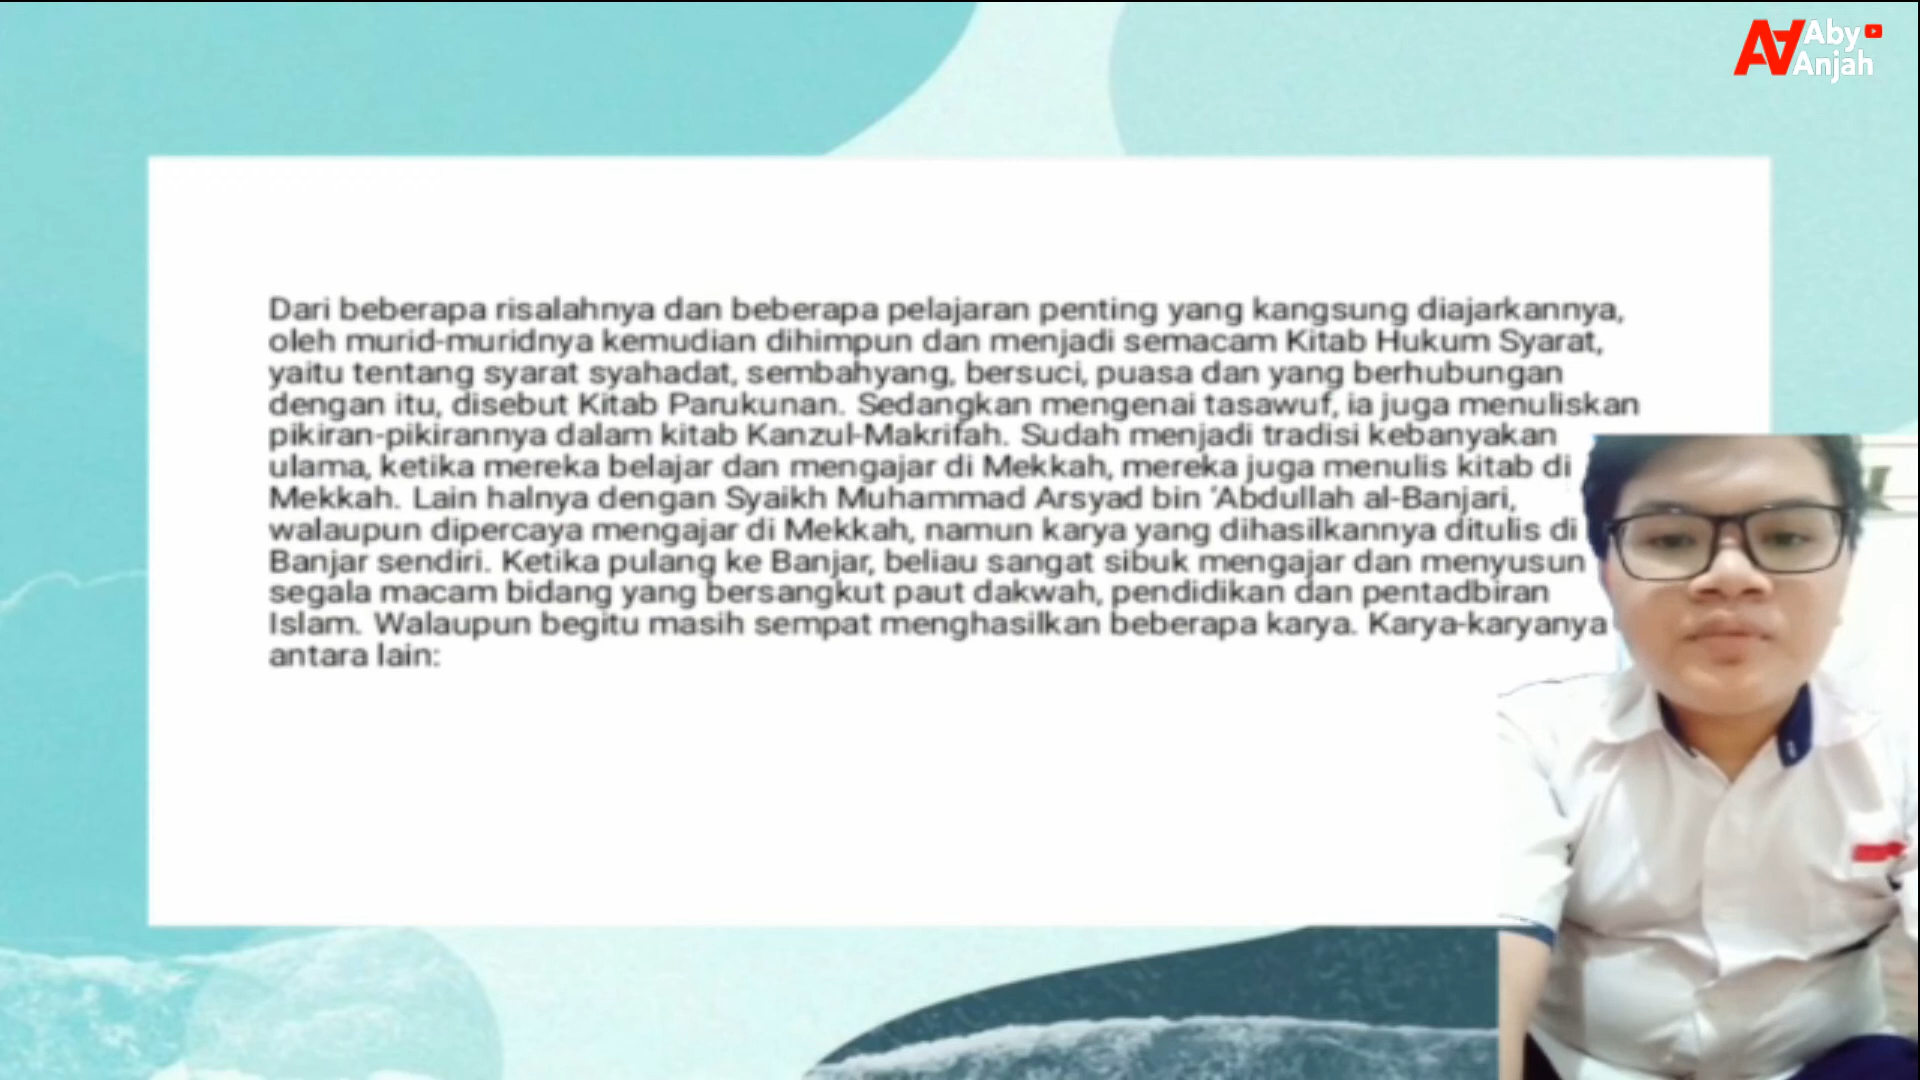 Aby
Anjah
Dari beberapa risalahnya dan beberapa pelajaran penting yang kangsung diajarkannya,
oleh murid-muridnya kemudian dihimpun dan menjadi semacam Kitab Hukum Syarat,
yaitu tentang syarat syahadat, sembahyang, bersuci, puasa dan yang berhubungan
dengan itu, disebut Kitab Parukunan. Sedangkan mengenai tasawuf, ia juga menuliskan
pikiran-pikirannya dalam kitab Kanzul-Makrifah. Sudah menjadi tradisi kebanyakan
ulama, ketika mereka belajar dan mengajar di Mekkah, mereka juga menulis kitab di
Mekkah. Lain halnya dengan Syaikh Muhammad Arsyad bin ‘Abdullah al-Banjari,
walaupun dipercaya mengajar di Mekkah, namun karya yang dihasilkannya ditulis di
Banjar sendiri. Ketika pulang ke Banjar, beliau sangat sibuk mengajar dan menyusun
segala macam bidang yang bersangkut paut dakwah, pendidikan dan pentadbiran
Islam. Walaupun begitu masih sempat menghasilkan beberapa karya. Karya-karyanya
antara lain: